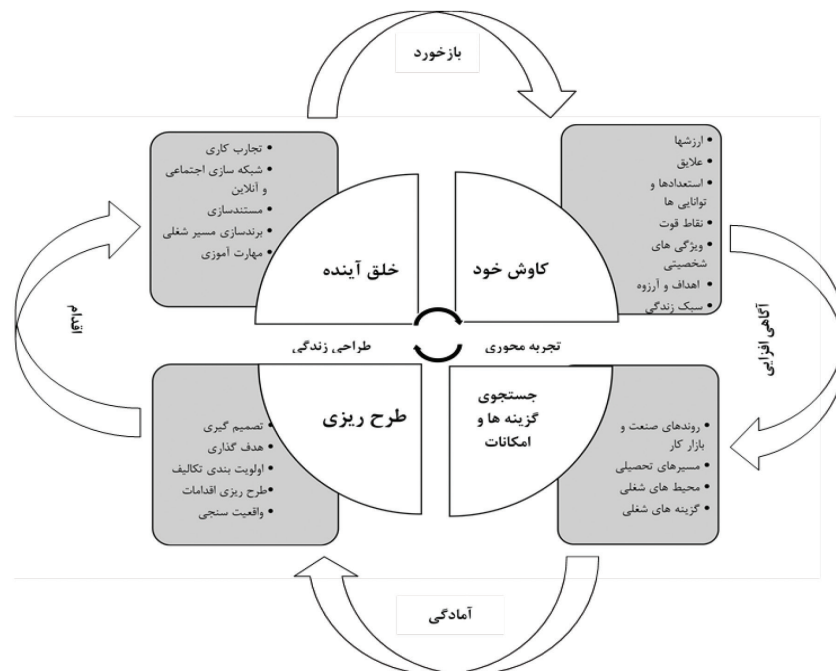 بازخورد
• ارزشها
• علایق
• استعدادها و
توانایی ها
• نقاط قوت
• ویژگی های
شخصیتی
• اهداف و آرزوه
• سبک زندگی
• تجارب کاری
• شبکه سازی اجتماعی
و آنلاین
• مستندسازی
• برندسازی مسیر شغلی
• مهارت آموزی
کاوش خود
خلق آینده
آگاهی افزایی
اقدام
تجربه محوری
طراحی زندگی
جستجوی
گزینه ها و
امکانات
طرح ریزی
• روندهای صنعت و
بازار کار
• مسیرهای تحصیلی
• محیط های شغلی
• گزینه های شغلی
• تصمیم گیری
• هدف گذاری
• اولویت بندی تکالیف
• طرح ریزی اقدامات
• واقعیت سنجی
آمادگی